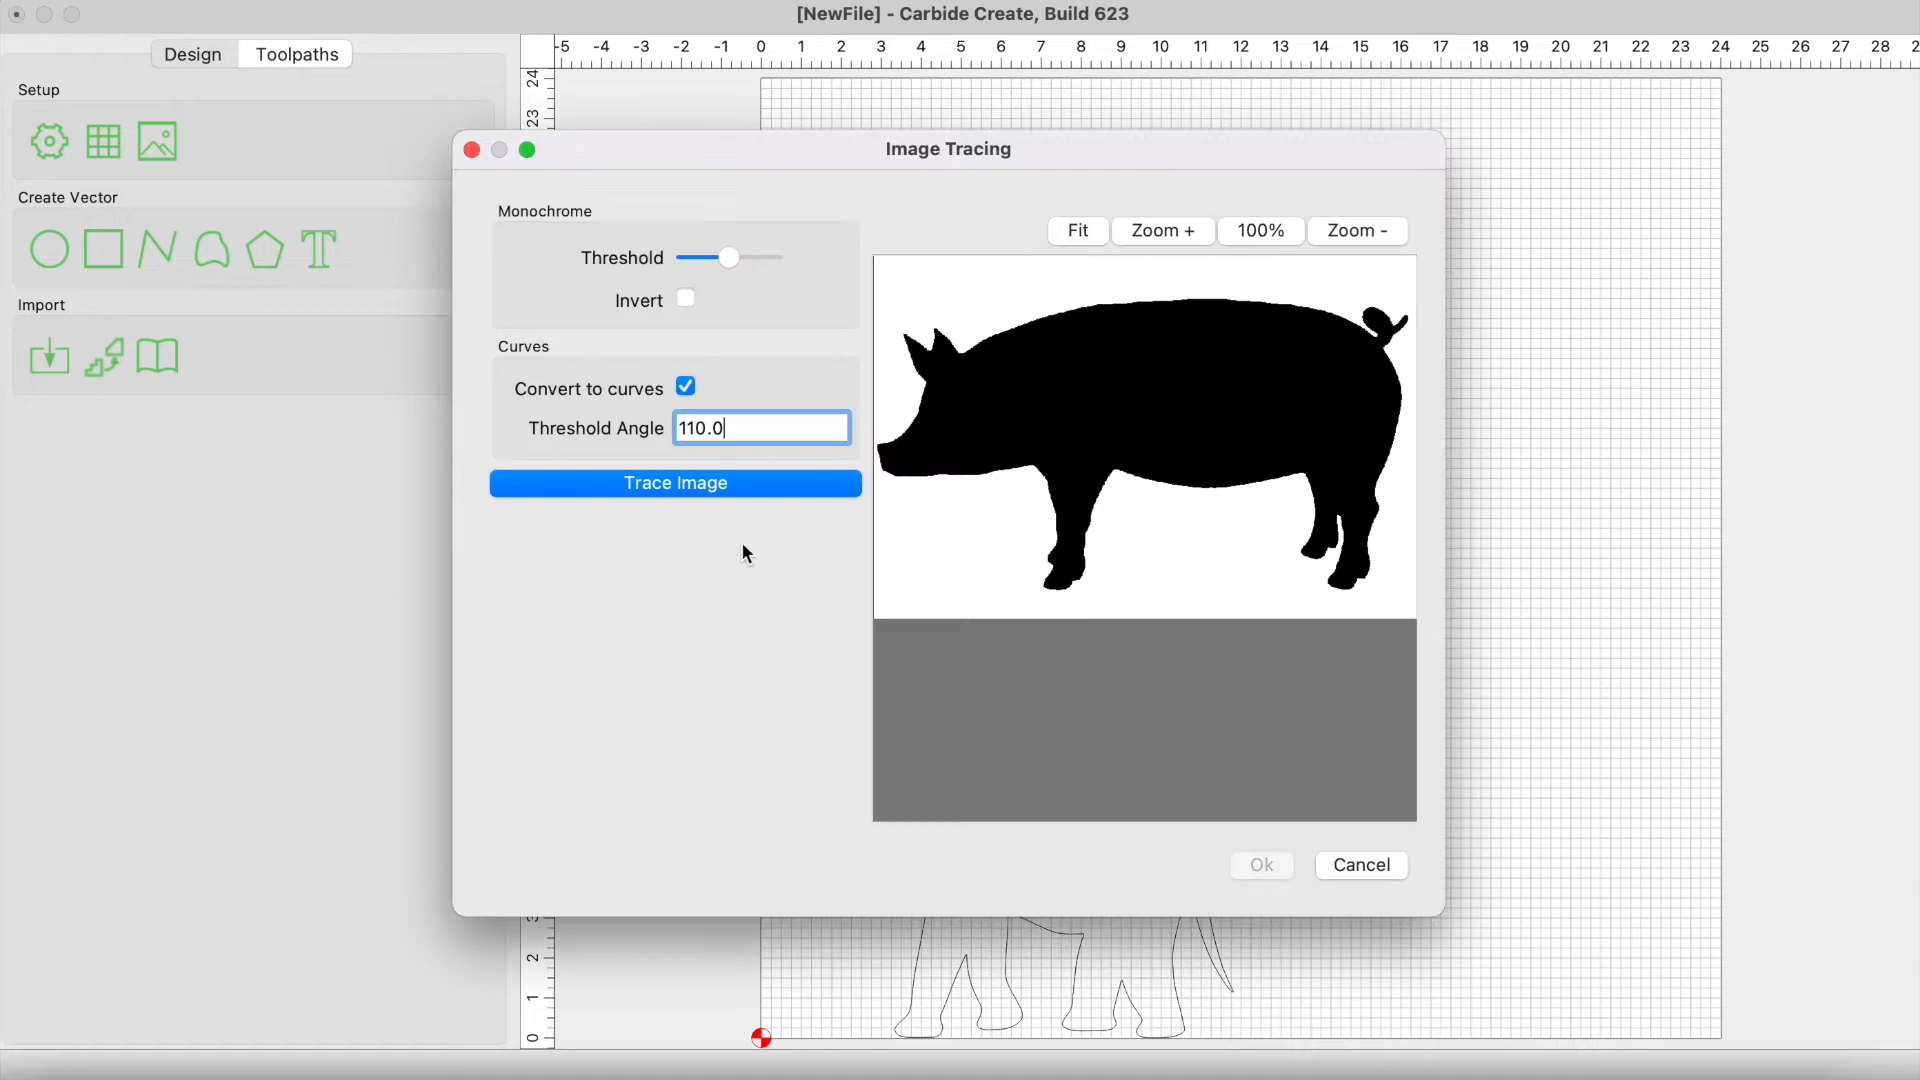 [NewFile] - Carbide Create, Build 623
Design Toolpaths
-5 -4 -3 -2 -1 0 1 2 3 4 5 6 7 8 9 10 11 12 13 14 15 16 17 18 19 20 21 22 23 24 25 26 27 28
24
23
Setup
Create Vector
T
Import
Image Tracing
Monochrome
Threshold
Invert
Curves
Convert to curves
Threshold Angle 110.0
Trace Image
Fit Zoom + 100% Zoom -
Ok Cancel
2
1
0